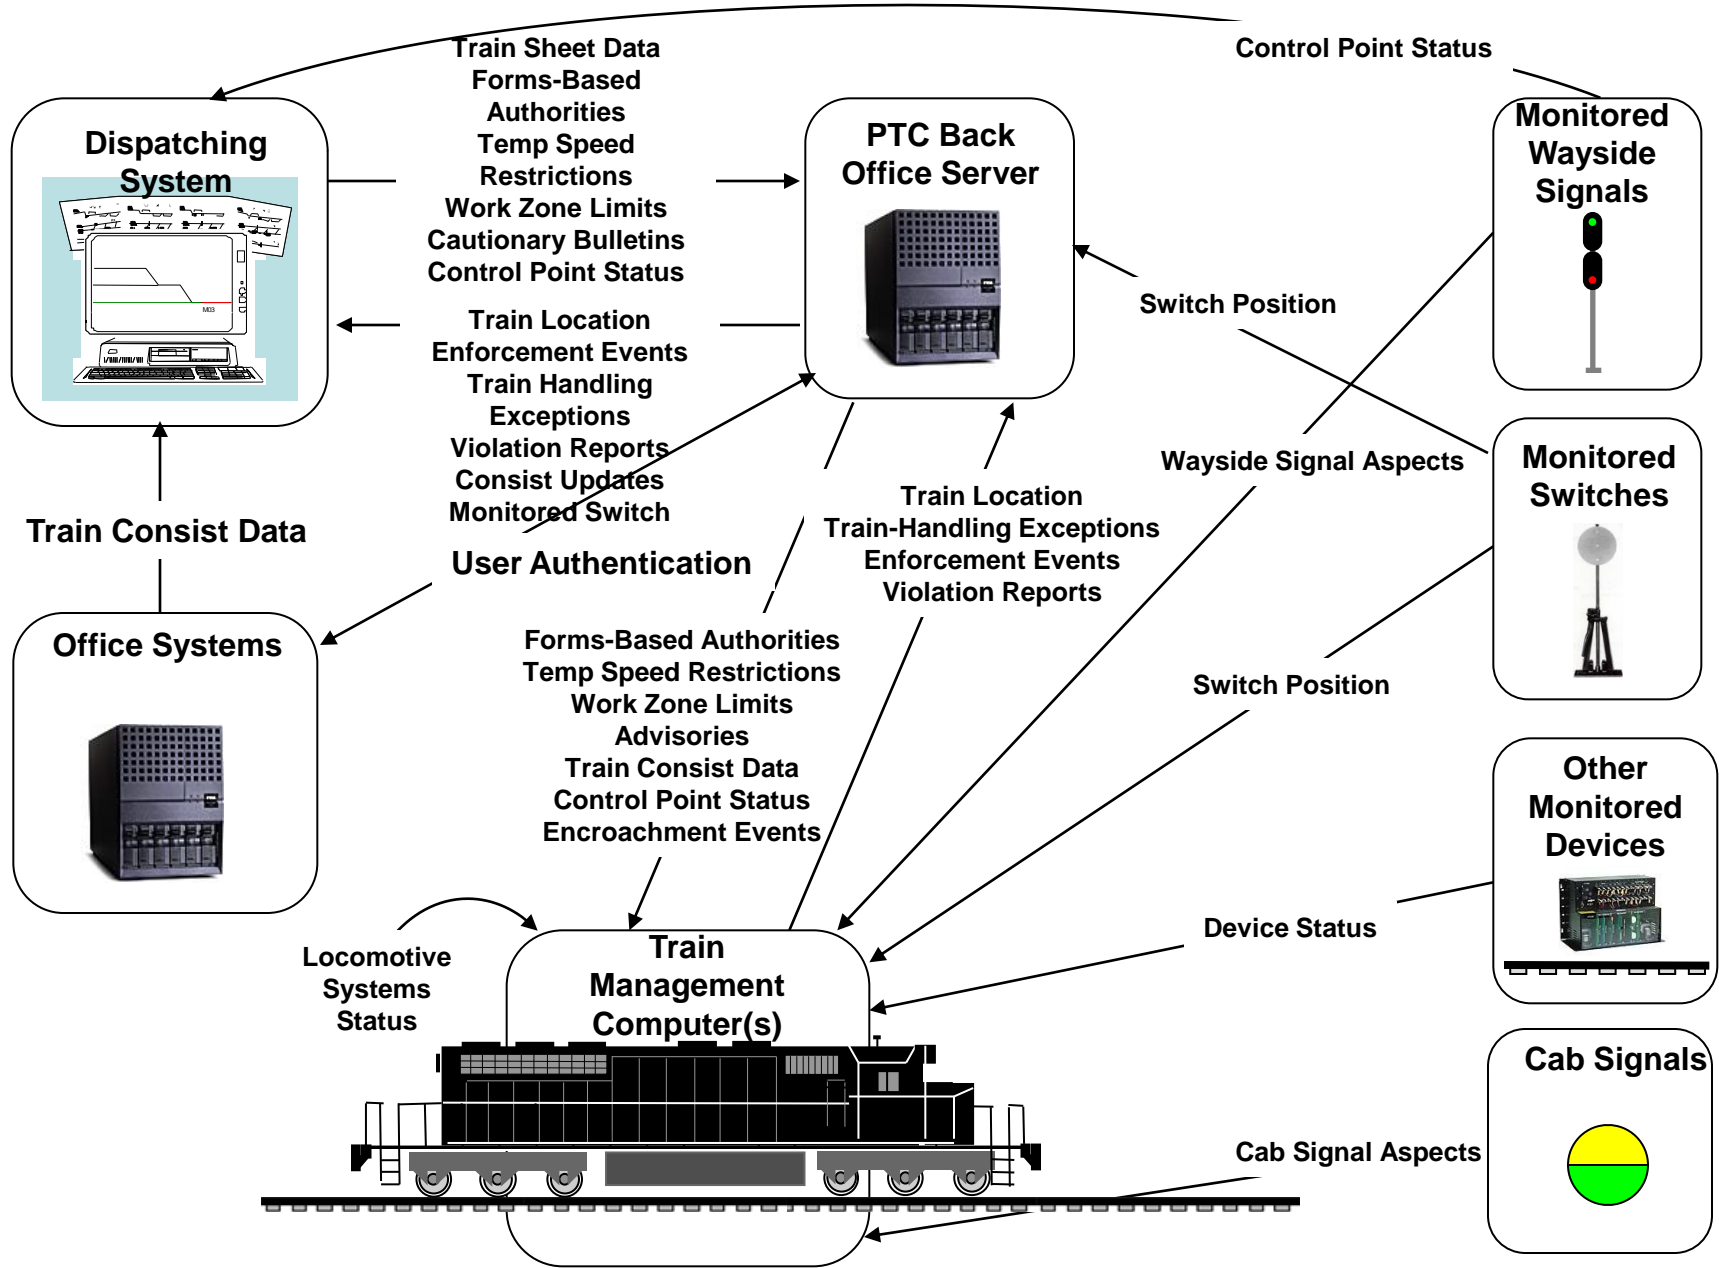 Control Point Status
Train Sheet Data
Forms-Based
Authorities
Temp Speed
Restrictions
Work Zone Limits
Cautionary Bulletins
Control Point Status
Dispatching
System
M03
PTC Back
Office Server
Monitored
Wayside
Signals
Switch Position
Train Location
Enforcement Events
Train Handling
Exceptions
Violation Reports
Consist Updates
Monitored Switch
Wayside Signal Aspects
Monitored
Switches
Train Location
Train-Handling Exceptions
Enforcement Events
Violation Reports
Train Consist Data
User Authentication
Office Systems
Forms-Based Authorities
Temp Speed Restrictions
Work Zone Limits
Advisories
Train Consist Data
Control Point Status
Encroachment Events
Switch Position
Other
Monitored
Devices
Device Status
Locomotive
Systems
Status
Train
Management
Computer(s)
Cab Signals
Cab Signal Aspects